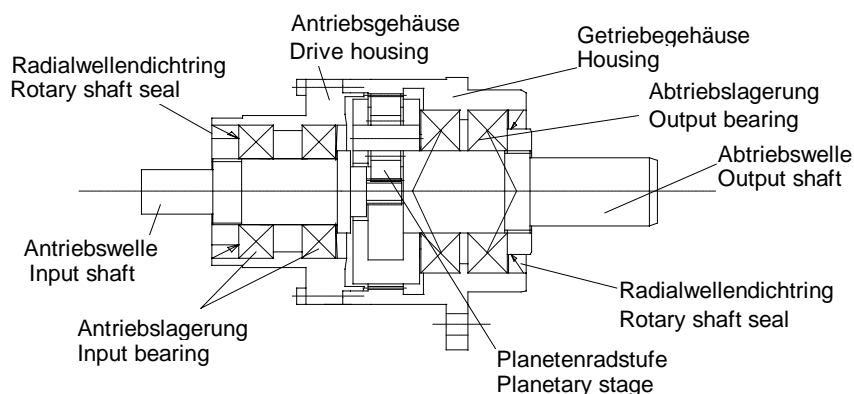 Antriebsgehäuse
Drive housing
Getriebegehäuse
Housing
Radialwellendichtring
Rotary shaft seal
Abtriebslagerung
Output bearing
Abtriebswelle
Output shaft
Antriebswelle
Input shaft
Radialwellendichtring
Rotary shaft seal
Antriebslagerung
Input bearing
Planetenradstufe
Planetary stage